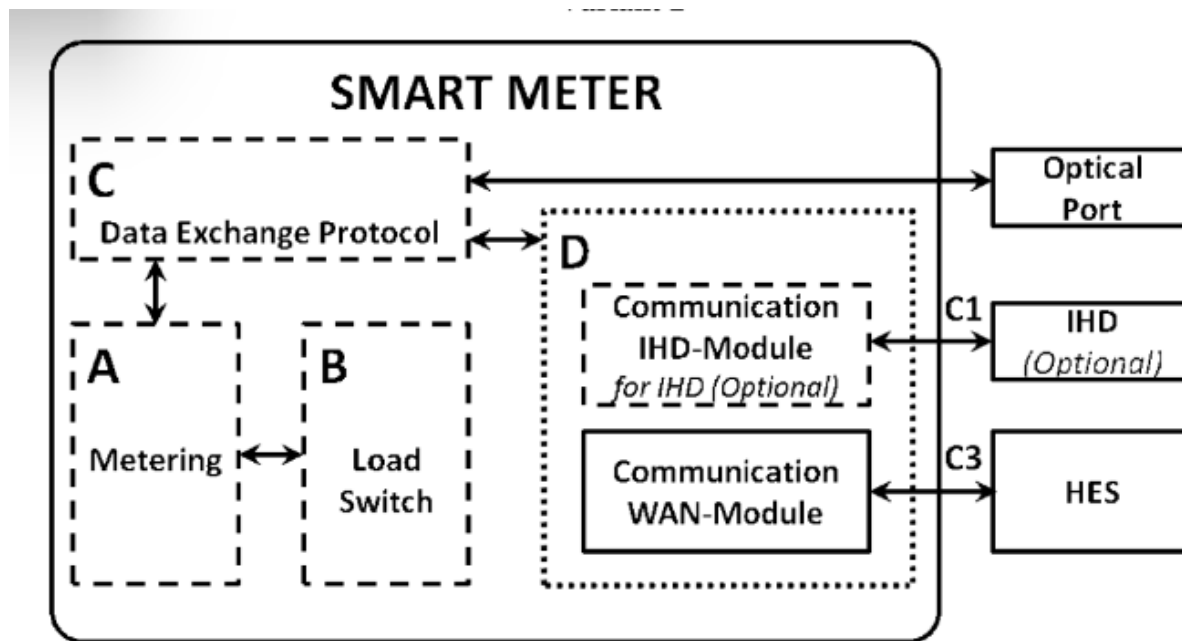 SMART METER
C
Data Exchange Protocol
Optical
Port
D
Communication
IHD-Module
for IHD (Optional)
C1
IHD
(Optional)
A
Metering
B
Load
Switch
Communication
WAN-Module
C3
HES